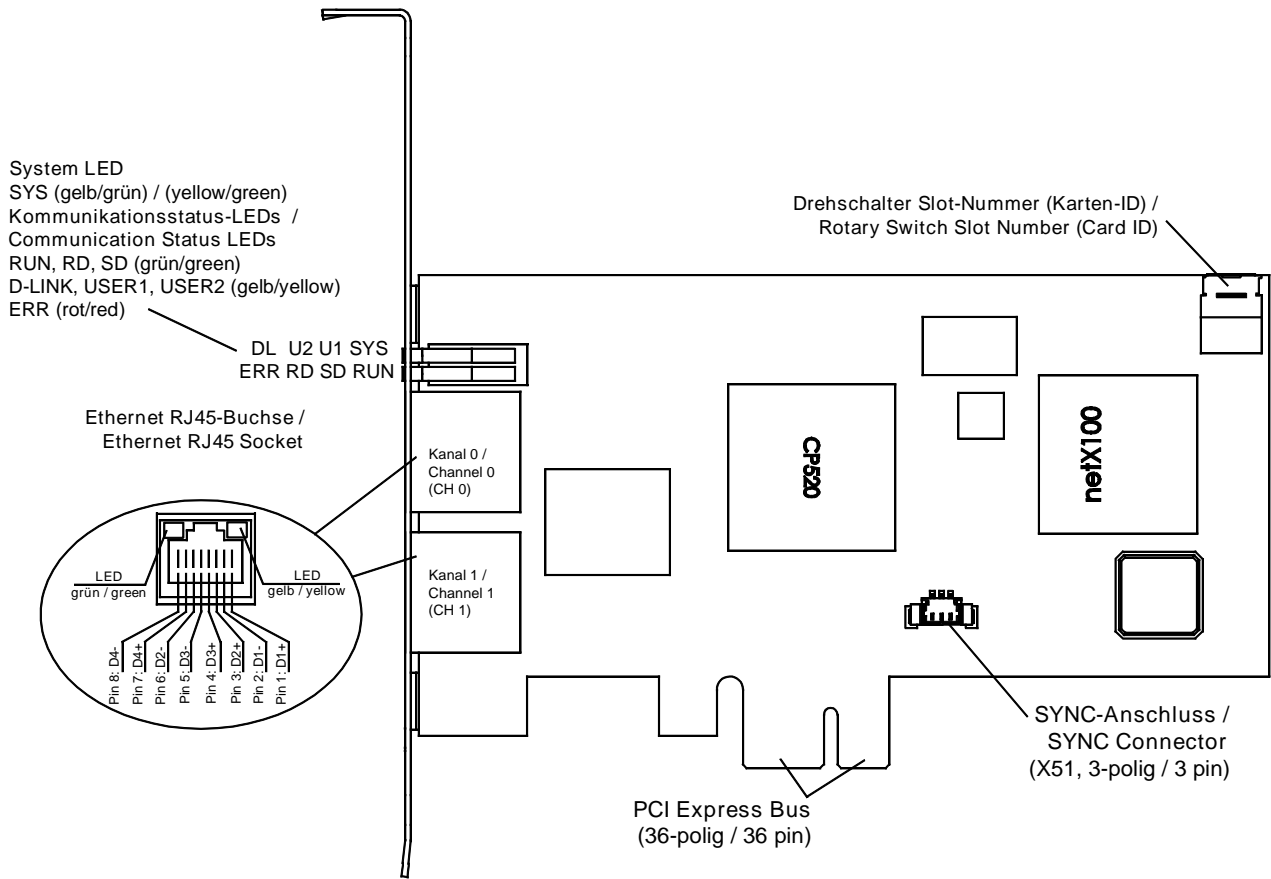 System LED
SYS (gelb/grün) / (yellow/green)
Kommunikationsstatus-LEDs /
Communication Status LEDs
RUN, RD, SD (grün/green)
D-LINK, USER1, USER2 (gelb/yellow)
ERR (rot/red)
DL U2 U1 SYS
ERR RD SD RUN
Drehschalter Slot-Nummer (Karten-ID) /
Rotary Switch Slot Number (Card ID)
Ethernet RJ45-Buchse /
Ethernet RJ45 Socket
Kanal 0 /
Channel 0
(CH 0)
Kanal 1 /
Channel 1
(CH 1)
CP520
netX100
LED
grün / green
LED
gelb / yellow
Pin 8: D4-
Pin 7: D4+
Pin 6: D2-
Pin 5: D3-
Pin 4: D3+
Pin 3: D2+
Pin 2: D1-
Pin 1: D1+
SYNC-Anschluss /
SYNC Connector
(X51, 3-polig / 3 pin)
PCI Express Bus
(36-polig / 36 pin)